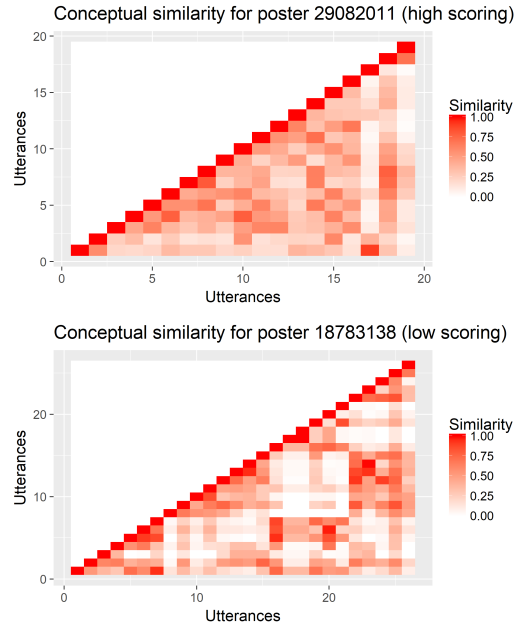 Conceptual similarity for poster 29082011 (high scoring)
20
15
10
5
0
Utterances
0 5 10 15 20
Utterances
Similarity
1.00
0.75
0.50
0.25
0.00
Conceptual similarity for poster 18783138 (low scoring)
20
10
0
Utterances
0 10 20
Utterances
Similarity
1.00
0.75
0.50
0.25
0.00